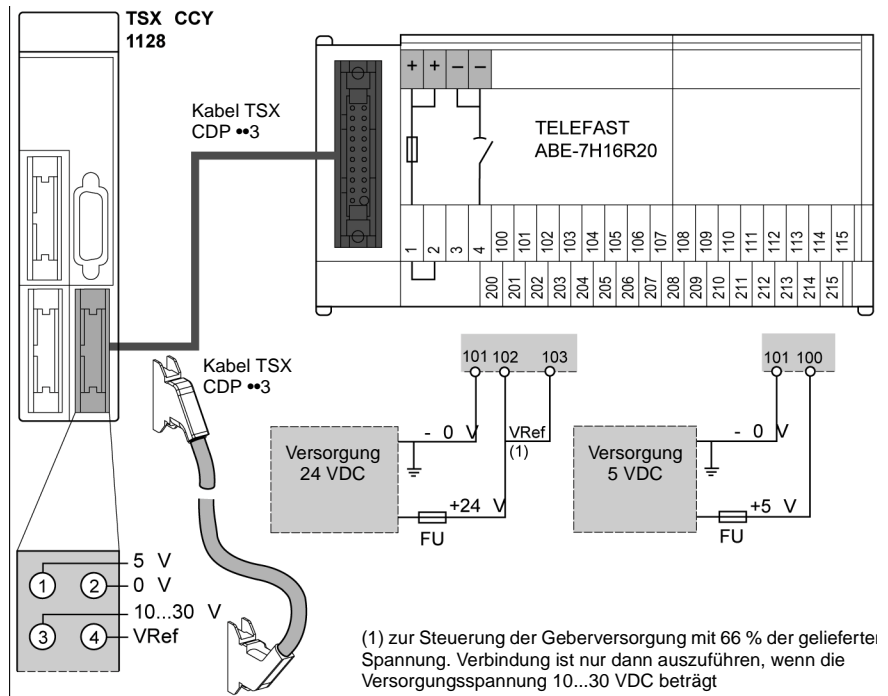 TSX CCY
1128
Kabel TSX
CDP ••3
+ + – –
TELEFAST
ABE-7H16R20
1 2 3 4 100 101 102 103 104 105 106 107 108 109 110 111 112 113 114 115
200 201 202 203 204 205 206 207 208 209 210 211 212 213 214 215
Kabel TSX
CDP ••3
101 102 103
- 0 V
VRef
(1)
Versorgung
24 VDC
+24 V
FU
101 100
- 0 V
Versorgung
5 VDC
+5 V
FU
5 V
1 2 0 V
10...30 V
3 4 VRef
(1) zur Steuerung der Geberversorgung mit 66 % der gelieferten
Spannung. Verbindung ist nur dann auszuführen, wenn die
Versorgungsspannung 10...30 VDC beträgt